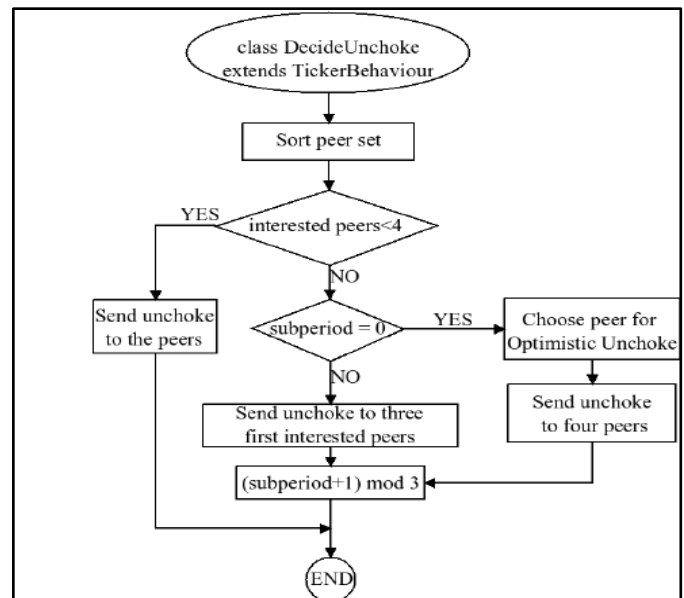 class DecideUnchoke
extends TickerBehaviour
Sort peer set
YES
interested peers<4
NO
Send unchoke
to the peers
subperiod = 0
YES
Choose peer for
Optimistic Unchoke
NO
Send unchoke to three
first interested peers
Send unchoke
to four peers
(subperiod+1) mod 3
END